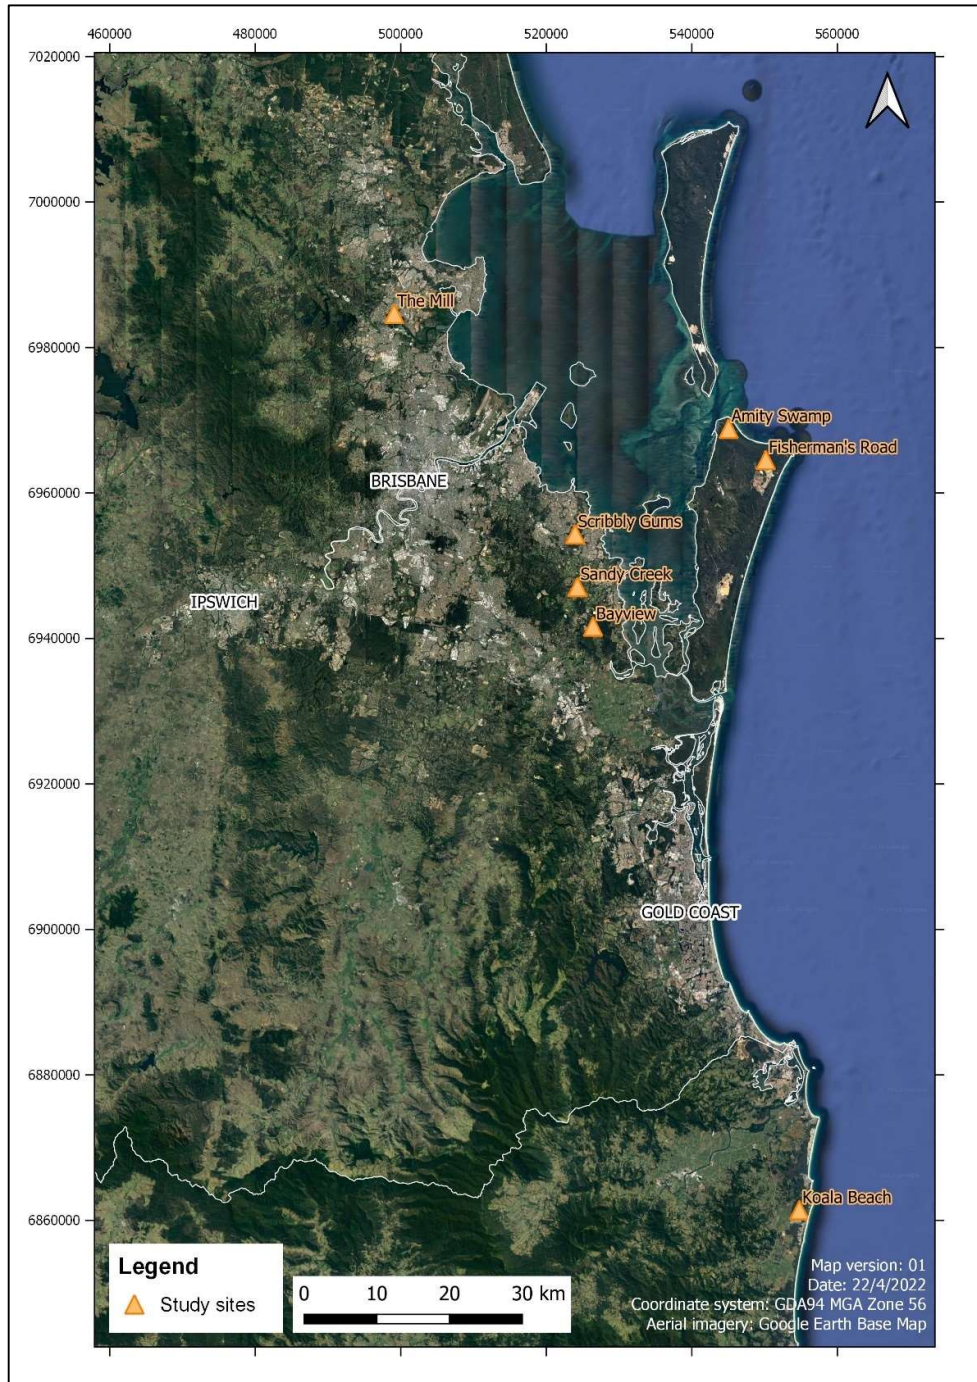 460000 480000 500000 520000 540000 560000
7020000
7000000
The Mill
6980000
Amity Swamp
Fisherman's Road
BRISBANE
6960000
Scribbly Gums
Sandy Creek
IPSWICH
Bayview
6940000
6920000
GOLD COAST
6900000
6880000
Koala Beach
6860000
Legend
Study sites
0 10 20 30 km
Map version: 01
Date: 22/4/2022
Coordinate system: GDA94 MGA Zone 56
Aerial imagery: Google Earth Base Map